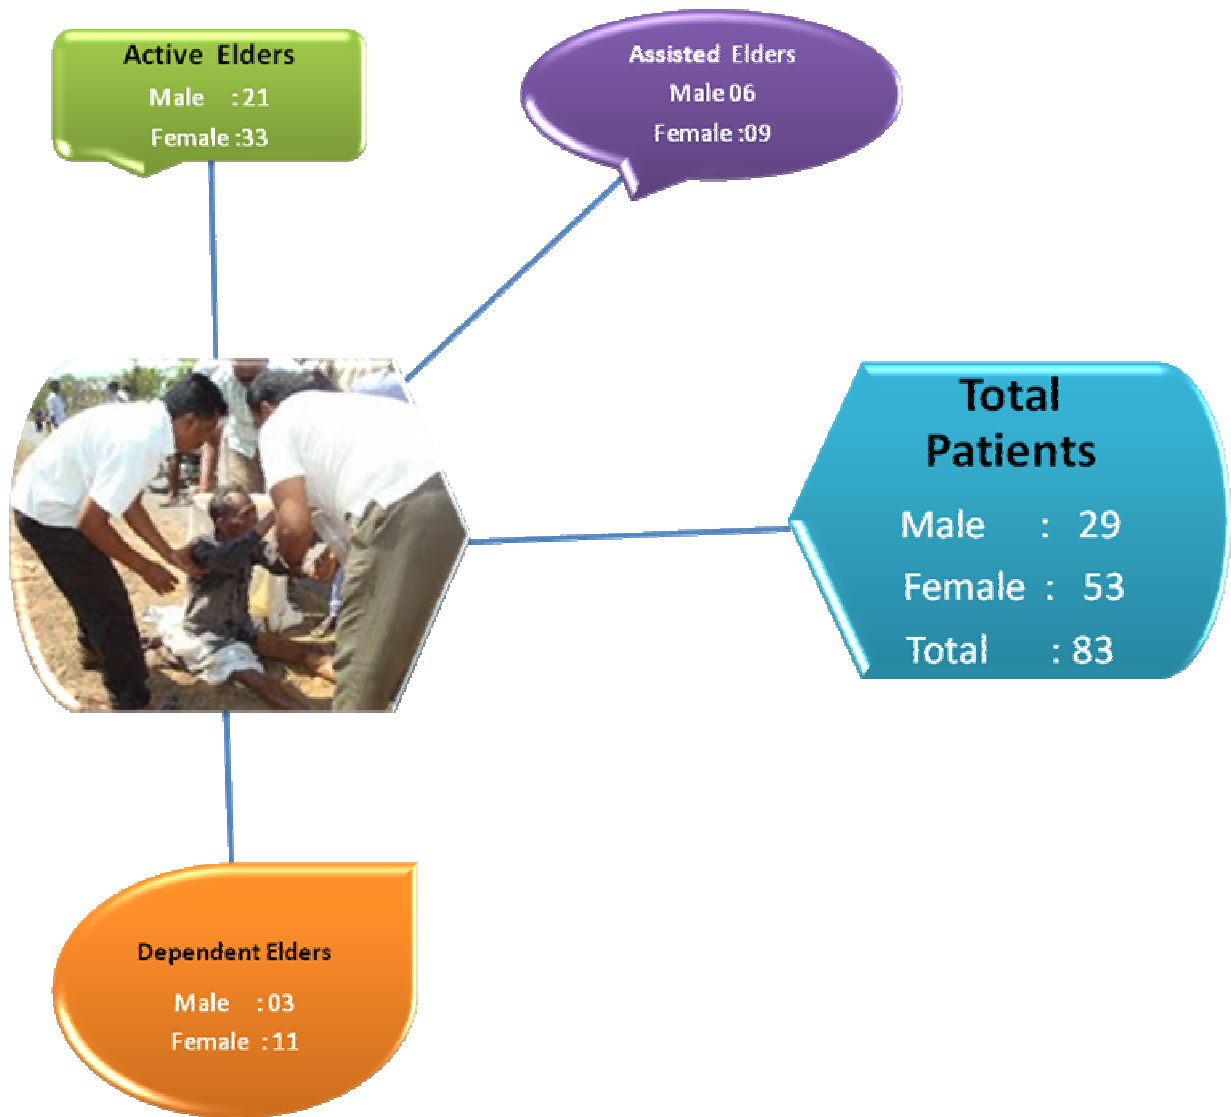 Active Elders
Male : 21
Female :33
Assisted Elders
Male 06
Female :09
Total
Patients
Male : 29
Female : 53
Total : 83
Dependent Elders
Male : 03
Female : 11